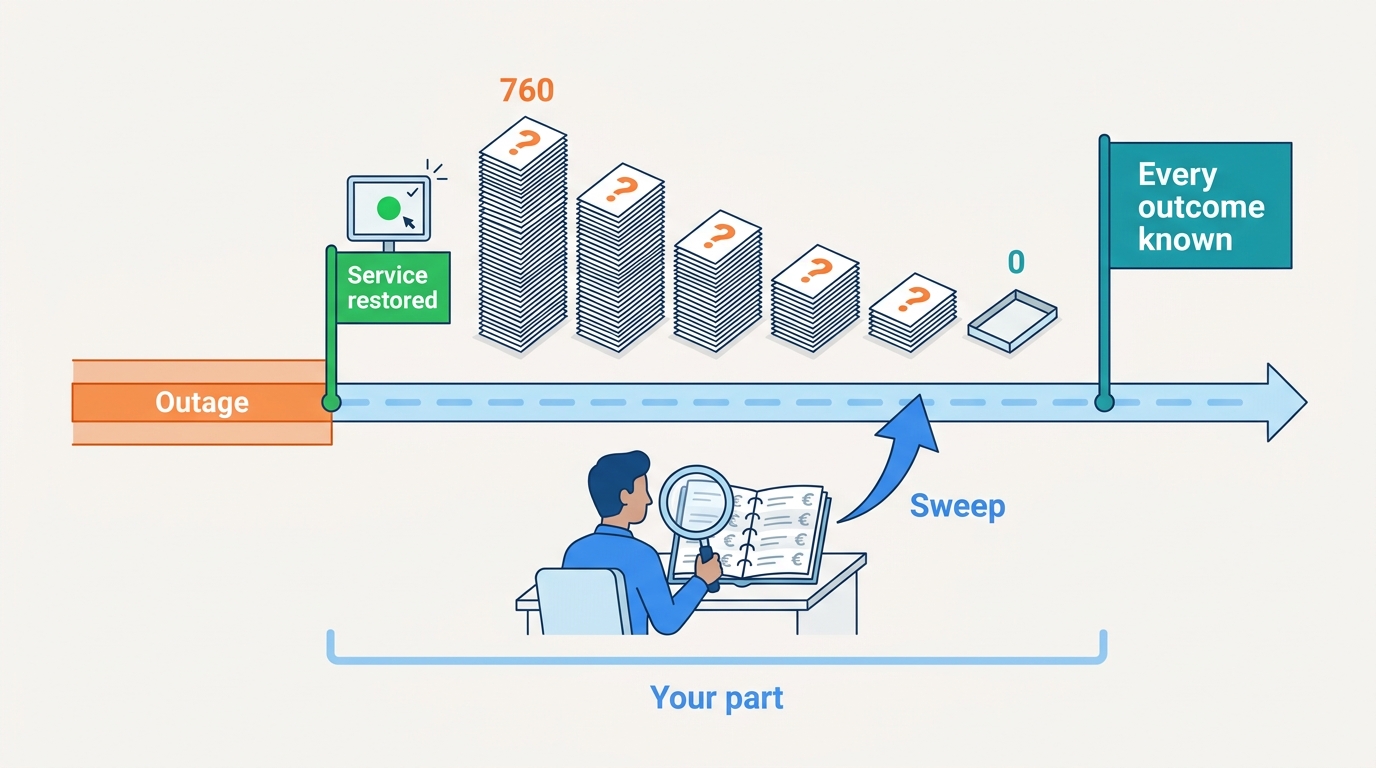 760
?
?
?
?
?
0
Service
restored
Every
outcome
known
Outage
€
€
€
€
€
€
€
€
Sweep
Your part